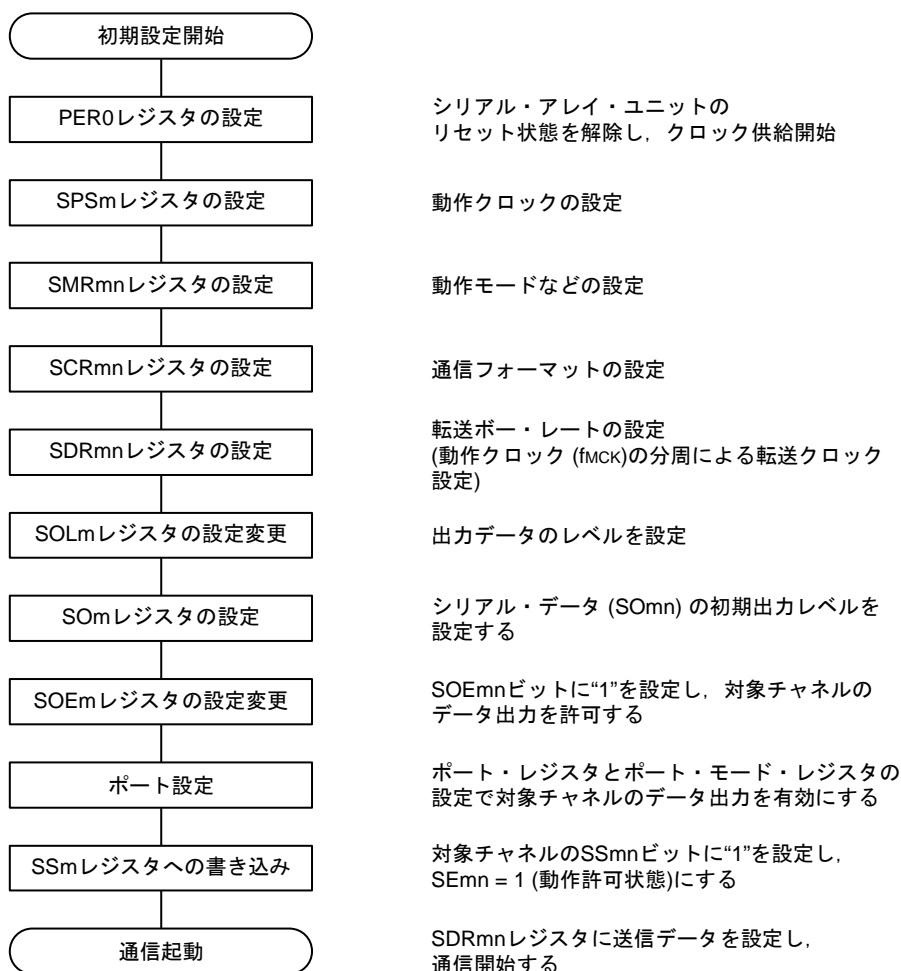 初期設定開始
PER0レジスタの設定
シリアル・アレイ・ユニットの
リセット状態を解除し，クロック供給開始
SPSmレジスタの設定
動作クロックの設定
SMRmnレジスタの設定
動作モードなどの設定
SCRmnレジスタの設定
通信フォーマットの設定
SDRmnレジスタの設定
転送ボー・レートの設定
(動作クロック (fMCK)の分周による転送クロック
設定)
SOLmレジスタの設定変更
出力データのレベルを設定
SOmレジスタの設定
シリアル・データ (SOmn) の初期出力レベルを
設定する
SOEmレジスタの設定変更
SOEmnビットに“1”を設定し，対象チャネルの
データ出力を許可する
ポート設定
ポート・レジスタとポート・モード・レジスタの
設定で対象チャネルのデータ出力を有効にする
SSmレジスタへの書き込み
対象チャネルのSSmnビットに“1”を設定し，
SEmn = 1 (動作許可状態)にする
通信起動
SDRmnレジスタに送信データを設定し，
通信開始する